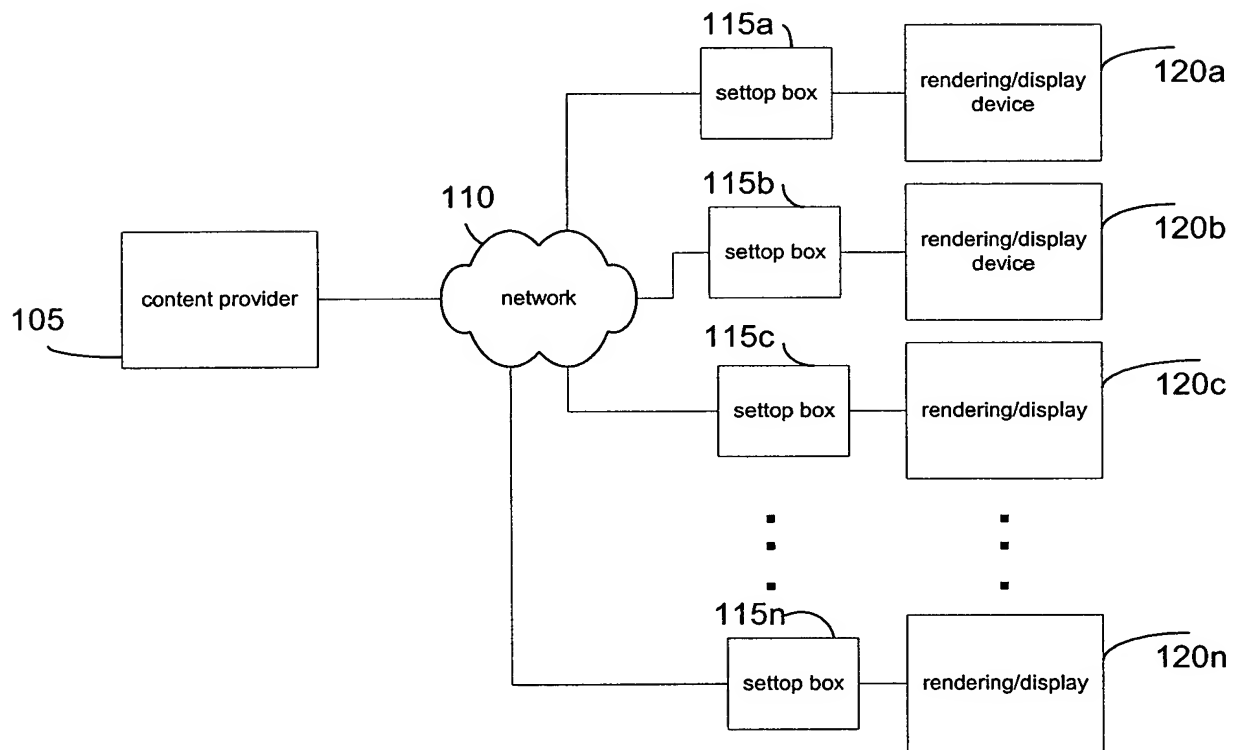 115a
settop box
rendering/display
device
120a
115b
settop box
rendering/display
device
120b
110
network
content provider
105
115c
settop box
rendering/display
120c
115n
settop box
rendering/display
120n